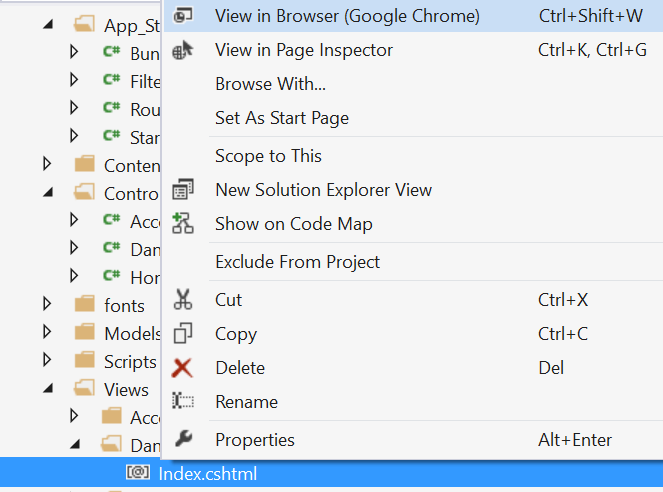 App_St
View in Browser (Google Chrome) Ctrl+Shift+W
C# Bun
View in Page Inspector Ctrl+K, Ctrl+G
C# Filte
Browse With...
C# Rou
Set As Start Page
C# Star
Conten
Scope to This
Contro
New Solution Explorer View
C# Acc
Show on Code Map
C# Dan
Exclude From Project
C# Hor
fonts
Cut Ctrl+X
Models
Copy Ctrl+C
Scripts
Delete Del
Views
Rename
Acc
Dan
Properties Alt+Enter
[@] Index.cshtml